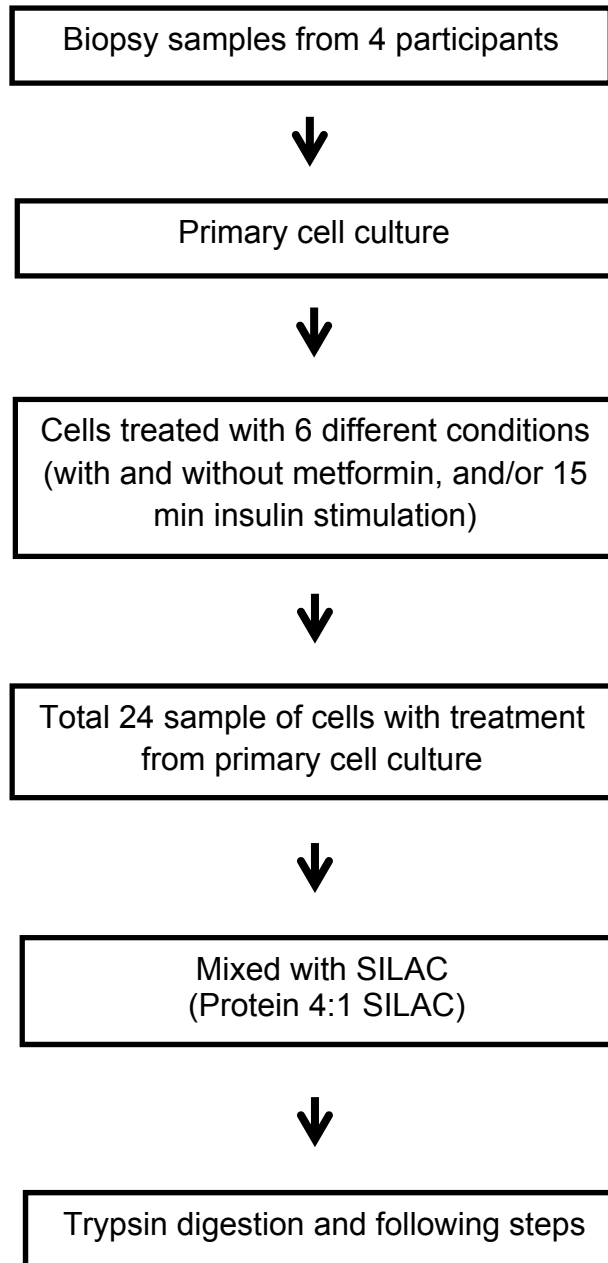 Biopsy samples from 4 participants
Primary cell culture
Cells treated with 6 different conditions
(with and without metformin, and/or 15
min insulin stimulation)
Total 24 sample of cells with treatment
from primary cell culture
Mixed with SILAC
(Protein 4:1 SILAC)
Trypsin digestion and following steps